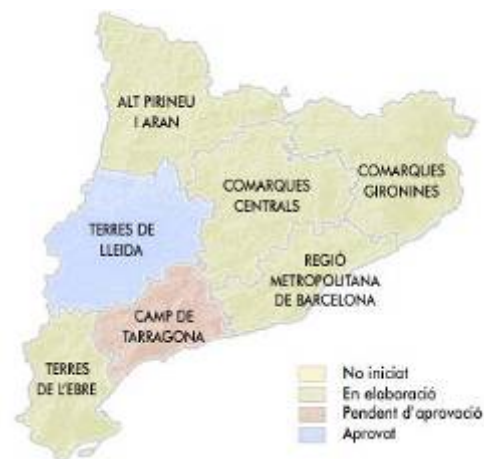 ALT PIRINEU
I ARAN
COMARQUES
GIRONINES
COMARQUES
CENTRALS
TERRES DE
LLEIDA
REGIÓ
METROPOLITANA
DE BARCELONA
CAMP DE
TARRAGONA
TERRES
DE L'EBRE
No iniciat
En elaboració
Pendent d'aprovació
Aprovat